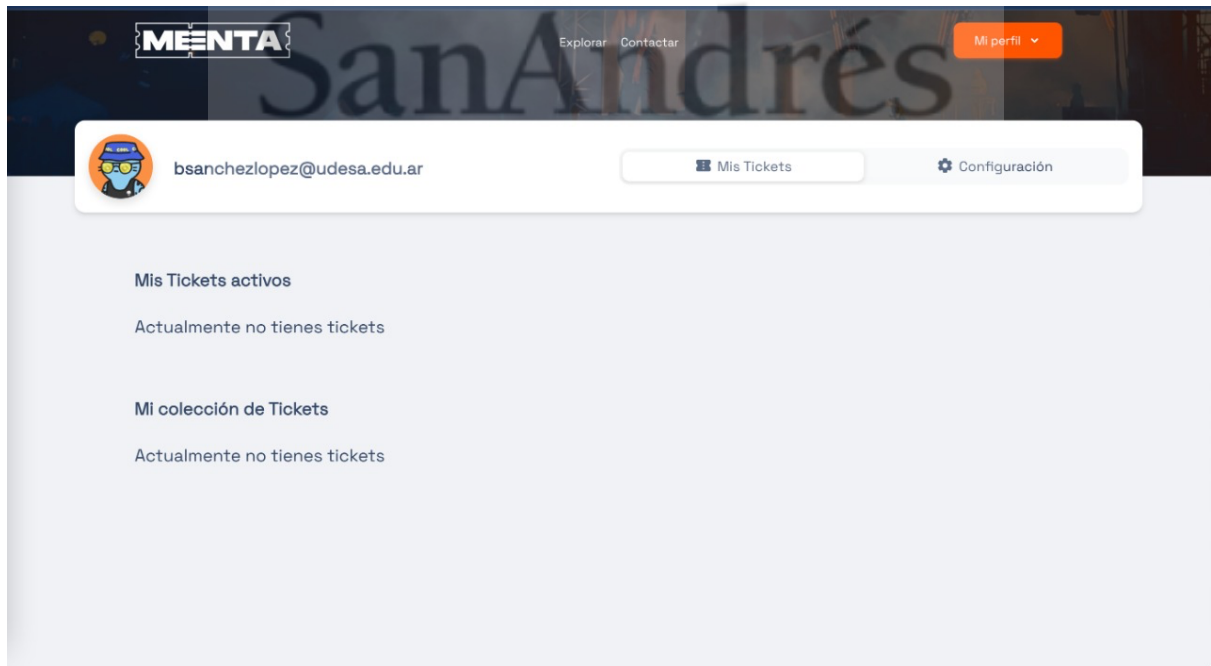 MEENTA
Explorar Contactar
Mi perfil
SanAndrés
bsanchezlopez@udesa.edu.ar
Mis Tickets
Configuración
Mis Tickets activos
Actualmente no tienes tickets
Mi colección de Tickets
Actualmente no tienes tickets